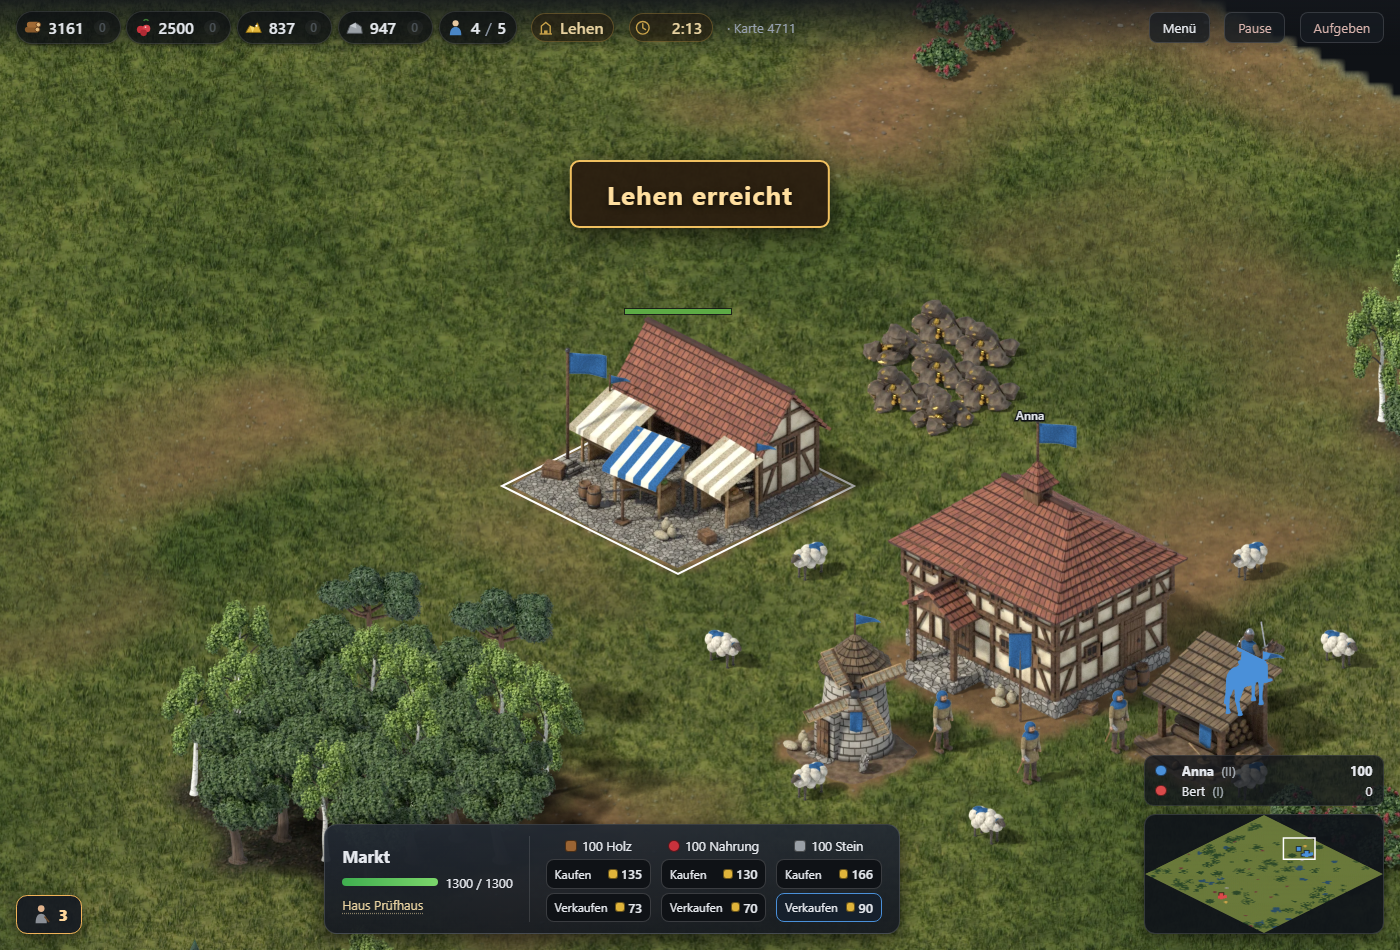 3161 0 2500 0 837 0 947 0 4 / 5 Lehen 2:13 · Karte 4711 Menü Pause Aufgeben
Lehen erreicht
Anna
Anna (II) 100
Bert (I) 0
Markt
1300 / 1300
Haus Prüfhaus
100 Holz 100 Nahrung 100 Stein
Kaufen 135 Kaufen 130 Kaufen 166
Verkaufen 73 Verkaufen 70 Verkaufen 90
3